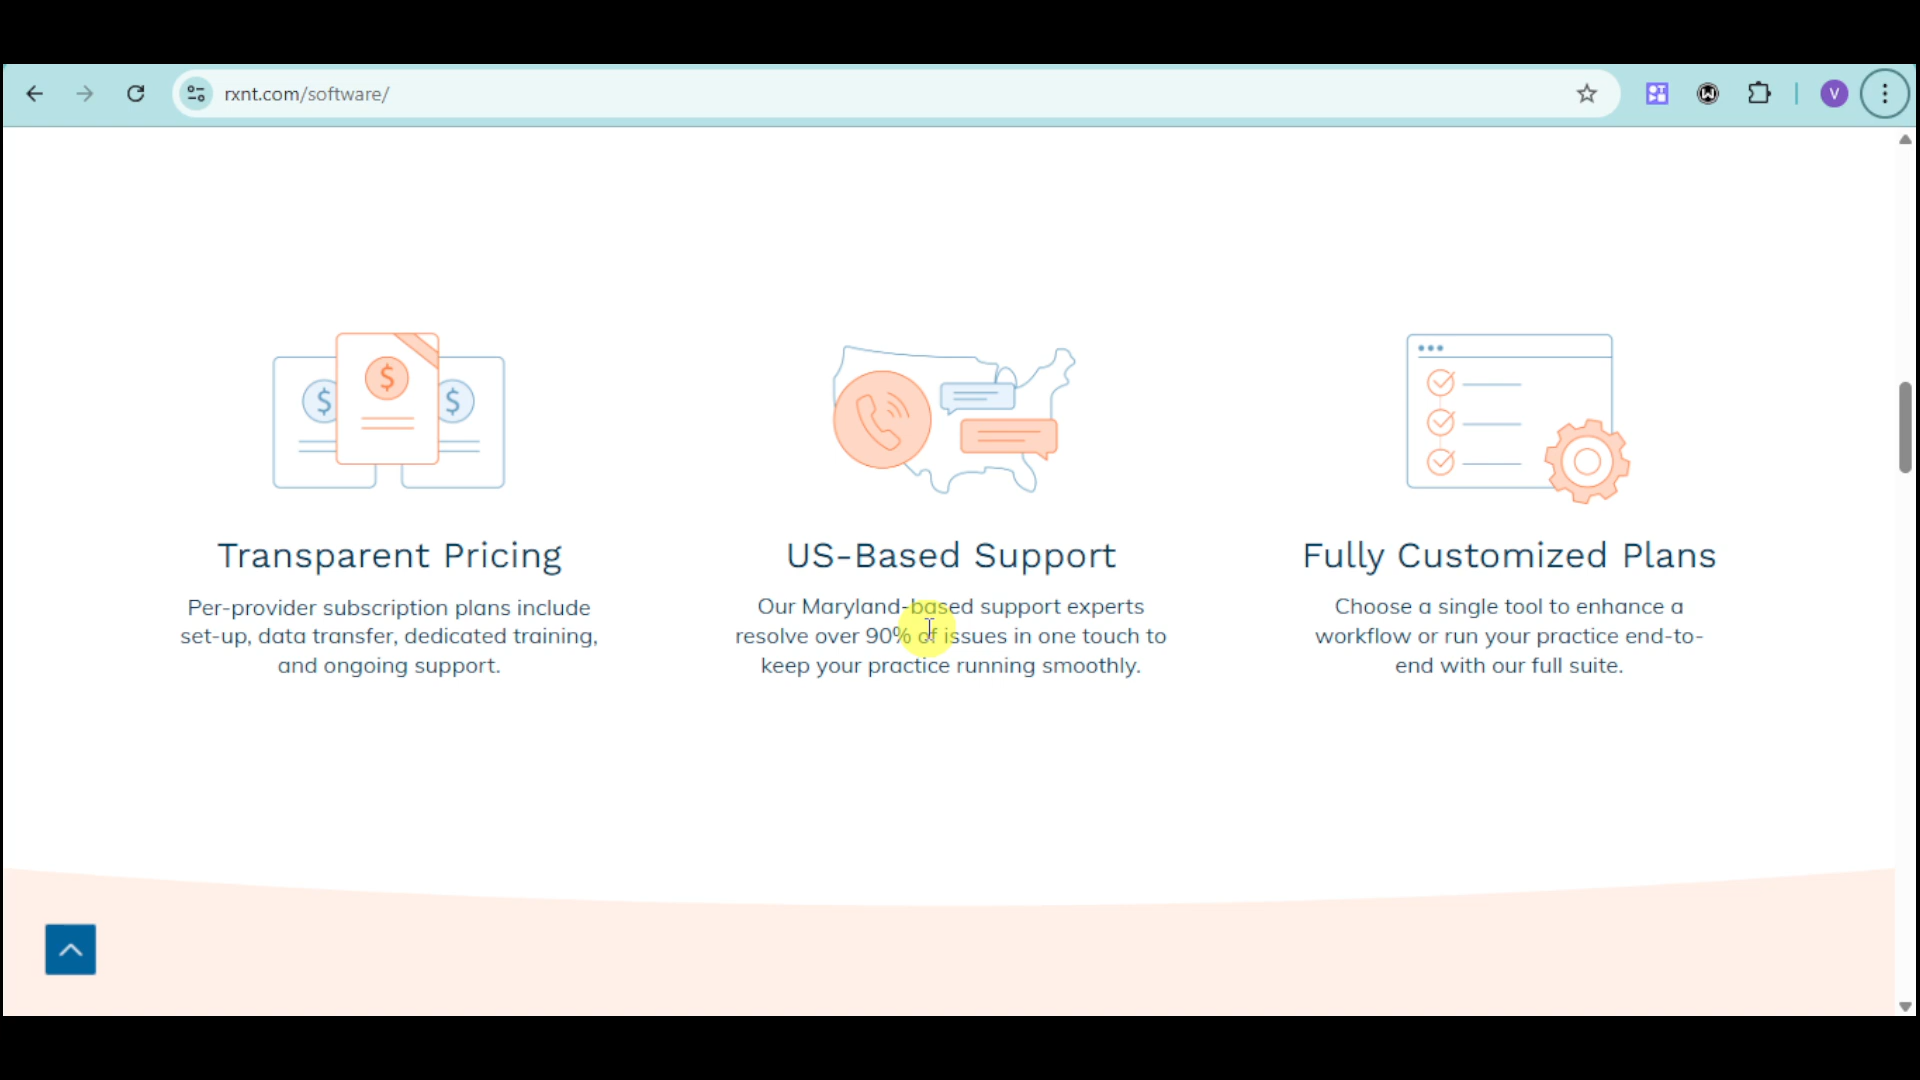 rxnt.com/software/
V
$ $ $
Transparent Pricing
Per-provider subscription plans include
set-up, data transfer, dedicated training,
and ongoing support.
US-Based Support
Our Maryland-based support experts
resolve over 90% of issues in one touch to
keep your practice running smoothly.
Fully Customized Plans
Choose a single tool to enhance a
workflow or run your practice end-to-
end with our full suite.